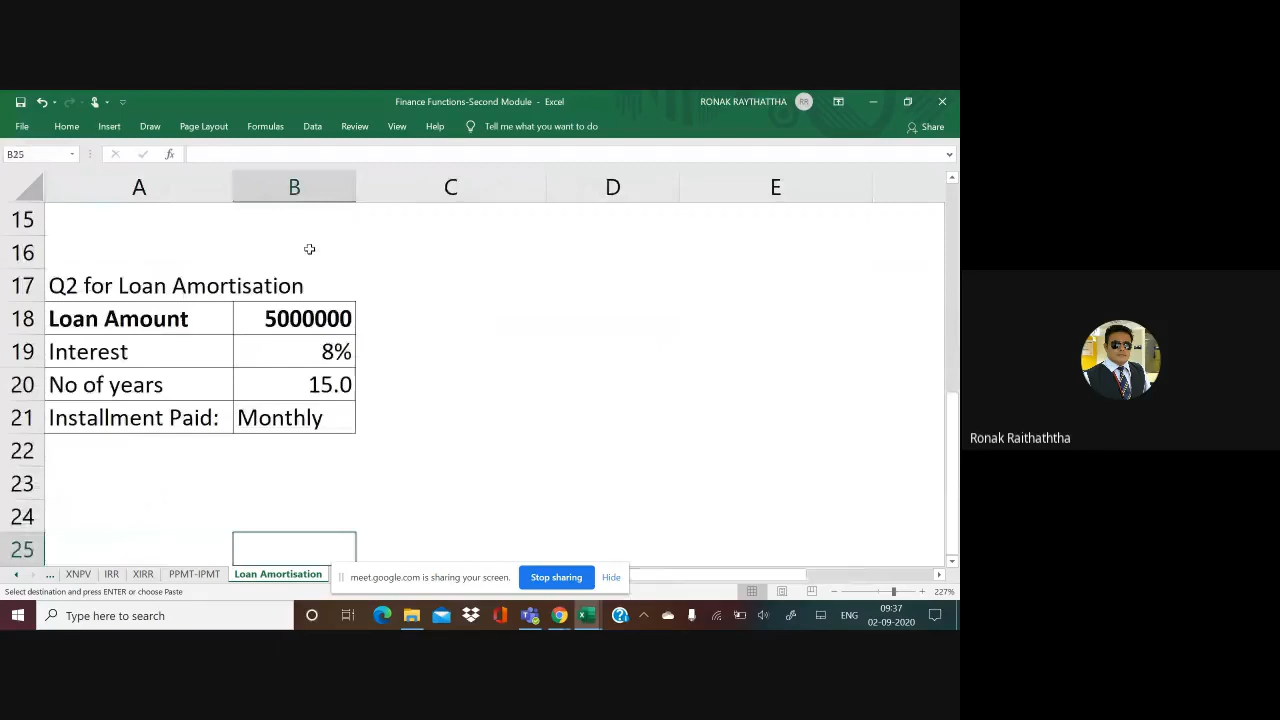 Finance Functions-Second Module - Excel
RONAK RAYTHATTHA RR
File Home Insert Draw Page Layout Formulas Data Review View Help Tell me what you want to do Share
B25 fx
A B C D E
15
16
17 Q2 for Loan Amortisation
18 Loan Amount 5000000
19 Interest 8%
20 No of years 15.0
21 Installment Paid: Monthly
22
23
24
25
Ronak Raithaththa
... XNPV IRR XIRR PPMT-IPMT Loan Amortisation
meet.google.com is sharing your screen. Stop sharing Hide
Select destination and press ENTER or choose Paste
227%
Type here to search
ENG
09:37
02-09-2020